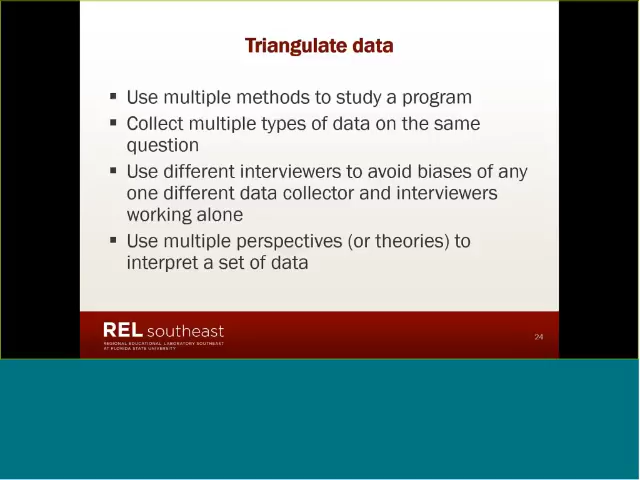 Triangulate data
▪ Use multiple methods to study a program
▪ Collect multiple types of data on the same
question
▪ Use different interviewers to avoid biases of any
one different data collector and interviewers
working alone
▪ Use multiple perspectives (or theories) to
interpret a set of data
REL southeast
REGIONAL EDUCATIONAL LABORATORY SOUTHEAST
AT FLORIDA STATE UNIVERSITY
24